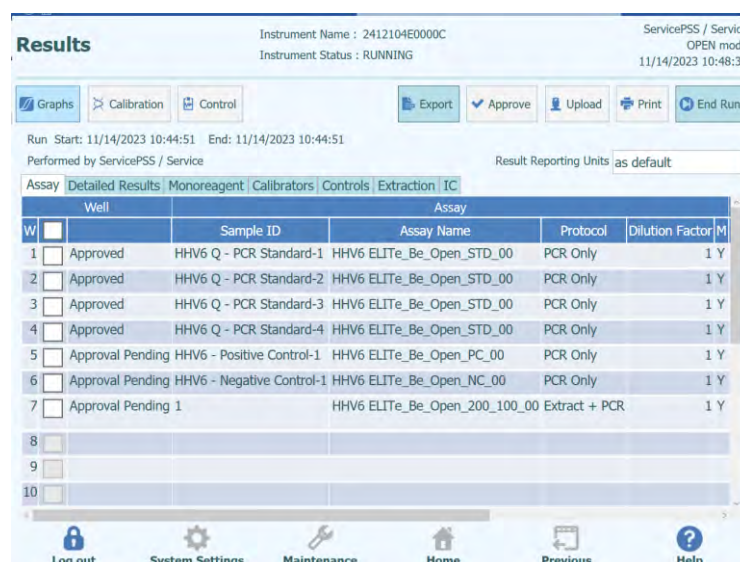 Results
Instrument Name : 2412104E0000C
Instrument Status : RUNNING
ServicePSS /
OPEN
11/14/2023
Graphs Calibration Control Export Approve Upload Print End Run
Run Start: 11/14/2023 10:44:51 End: 11/14/2023 10:44:51
Performed by ServicePSS / Service Result Reporting Units as default
Assay Detailed Results Monoreagent Calibrators Controls Extraction IC
Well Assay
W Sample ID Assay Name Protocol Dilution Factor M
1 Approved HHV6 Q - PCR Standard-1 HHV6 ELITe_Be_Open_STD_00 PCR Only 1 Y
2 Approved HHV6 Q - PCR Standard-2 HHV6 ELITe_Be_Open_STD_00 PCR Only 1 Y
3 Approved HHV6 Q - PCR Standard-3 HHV6 ELITe_Be_Open_STD_00 PCR Only 1 Y
4 Approved HHV6 Q - PCR Standard-4 HHV6 ELITe_Be_Open_STD_00 PCR Only 1 Y
5 Approval Pending HHV6 - Positive Control-1 HHV6 ELITe_Be_Open_PC_00 PCR Only 1 Y
6 Approval Pending HHV6 - Negative Control-1 HHV6 ELITe_Be_Open_NC_00 PCR Only 1 Y
7 Approval Pending 1 HHV6 ELITe_Be_Open_200_100_00 Extract + PCR 1 Y
8
9
10
Log out System Settings Maintenance Home Previous Help